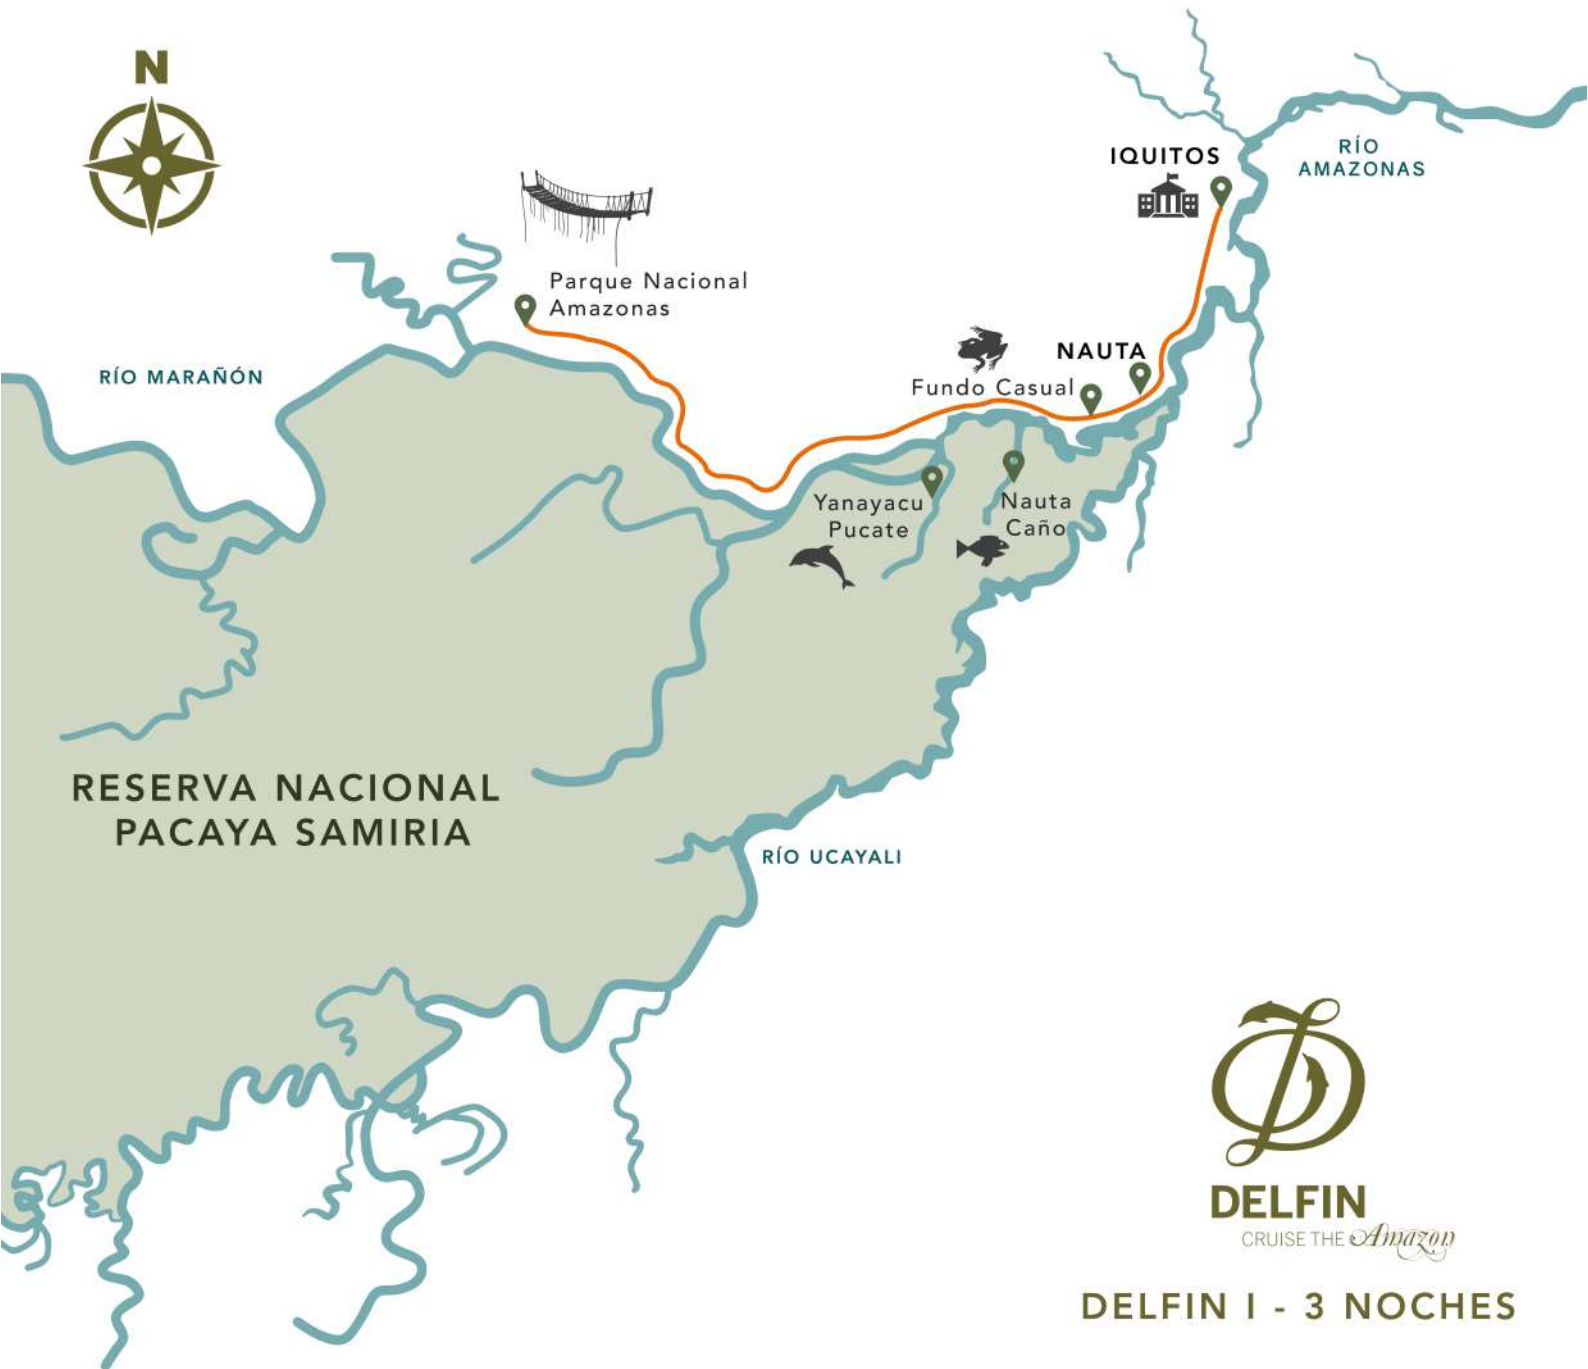 N
IQUITOS
RÍO
AMAZONAS
Parque Nacional
Amazonas
RÍO MARAÑÓN
NAUTA
Fundo Casual
Yanayacu
Pucate
Nauta
Caño
RESERVA NACIONAL
PACAYA SAMIRIA
RÍO UCAYALI
DELFIN
CRUISE THE Amazon
DELFIN I - 3 NOCHES